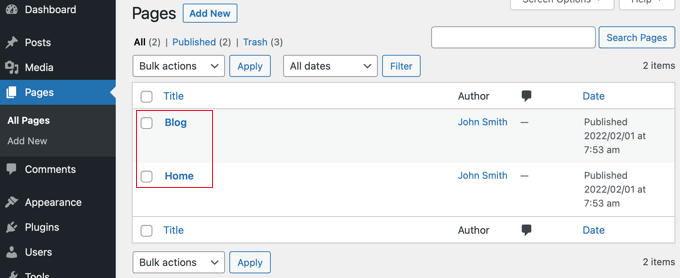 Dashboard
Posts
Media
Pages
All Pages
Add New
Comments
Appearance
Plugins
Users
Tools
Screen Options
Help
Pages Add New
All (2) | Published (2) | Trash (3)
Search Pages
Bulk actions Apply All dates Filter 2 items
Title Author Date
Blog John Smith — Published
2022/02/01 at
7:53 am
Home John Smith — Published
2022/02/01 at
7:53 am
Title Author Date
Bulk actions Apply 2 items